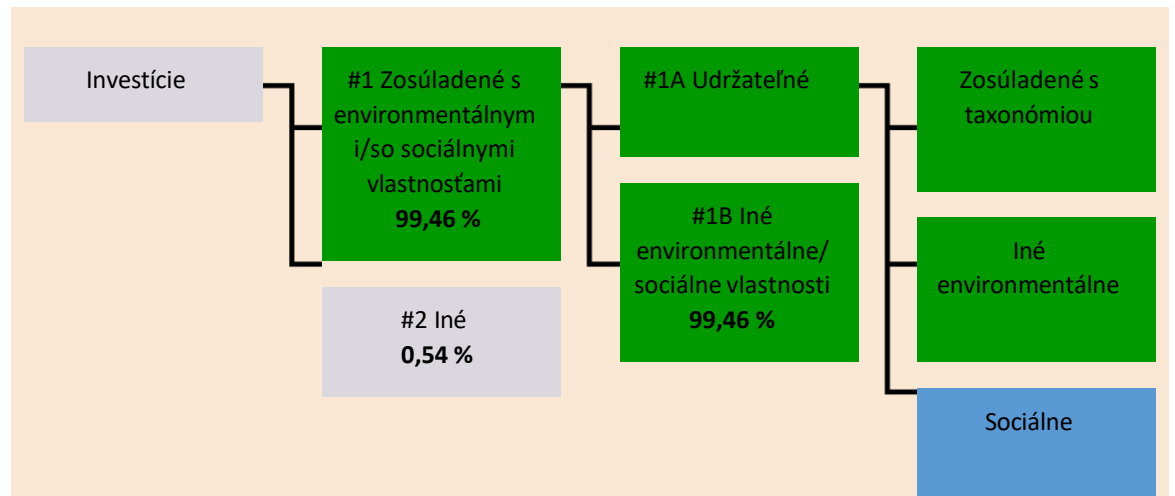 Investície
#1 Zosúladené s
environmentálnym
i/so sociálnymi
vlastnosťami
99,46 %
#2 Iné
0,54 %
#1A Udržateľné
#1B Iné
environmentálne/
sociálne vlastnosti
99,46 %
Zosúladené s
taxonómiou
Iné
environmentálne
Sociálne